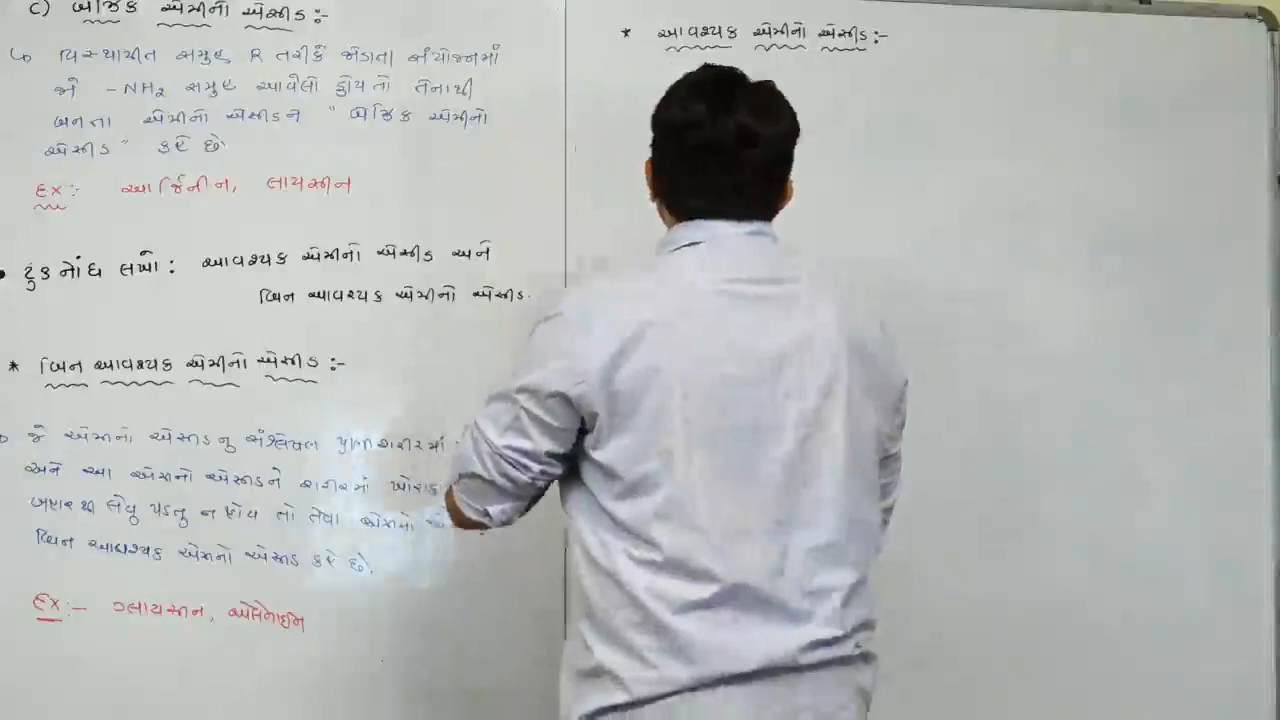 c) બેઝિક એમીનો એસીડ :-
વિસ્થાપીત સમુહ R તરીકે જોડાતા સંયોજનમાં
જો -NH₂ સમુહ આવેલો હોય તો તેનાથી
બનતા એમીનો એસીડને " બેઝિક એમીનો
એસીડ " કહે છે
Ex :- આર્જિનીન, લાયસીન
• ટુંકનોંધ લખો : આવશ્યક એમીનો એસીડ અને
બિન આવશ્યક એમીનો એસીડ.
* બિન આવશ્યક એમીનો એસીડ :-
જે એમીનો એસીડનુ સંશ્લેષણ શરીરમાં
અને આ એમીનો એસીડને શરીરમાં
બહારથી લેવુ પડતુ ન હોય તો તેવા એમીનો
બિન આવશ્યક એમીનો એસીડ કહે છે.
Ex :- ગ્લાયસીન, એલેનાઈન
* આવશ્યક એમીનો એસીડ :-